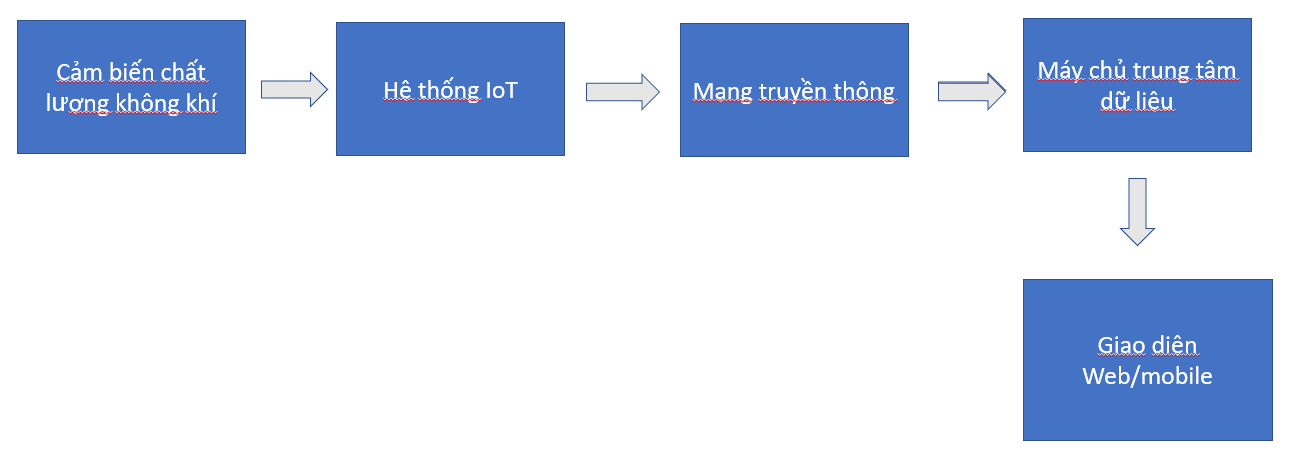 Cảm biến chất
lượng không khí
Hệ thống IoT
Mạng truyền thông
Máy chủ trung tâm
dữ liệu
Giao diện
Web/mobile